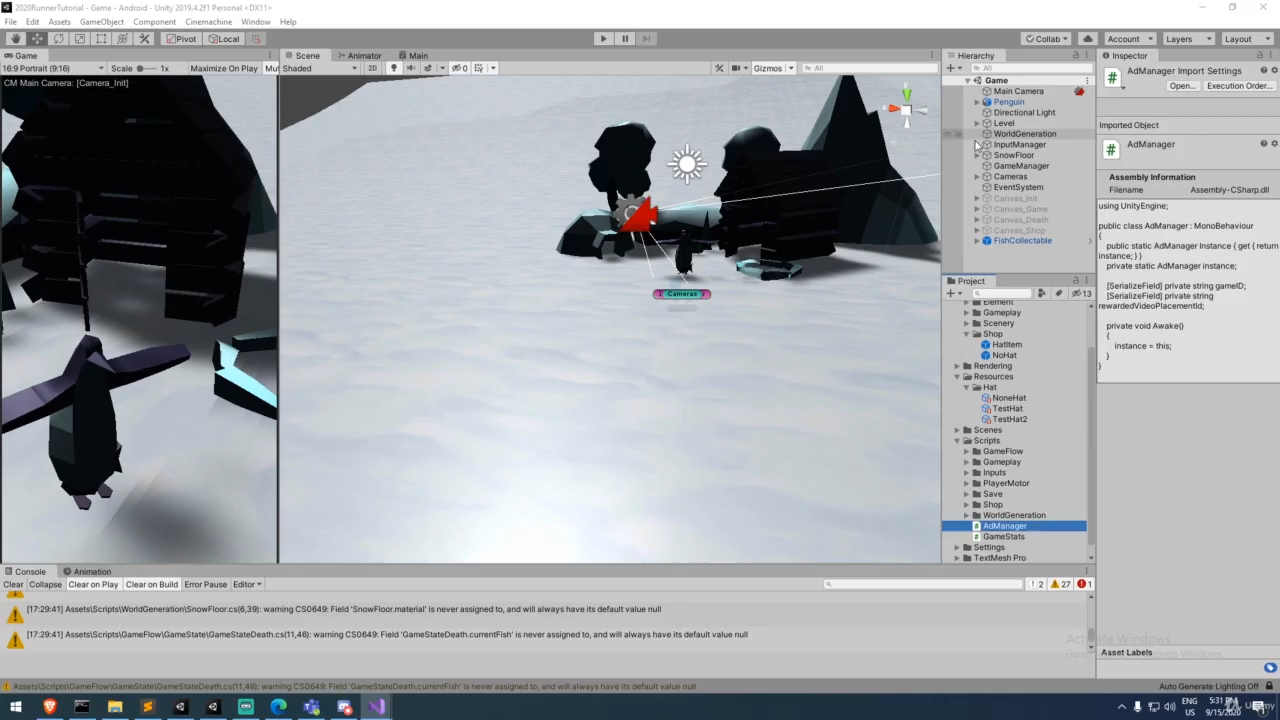 2020RunnerTutorial - Game - Android - Unity 2019.4.2f1 Personal <DX11>
File Edit Assets GameObject Component Cinemachine Window Help
Pivot Local Collab Account Layers Layout
Game Scene Animator Main Hierarchy Inspector
16:9 Portrait (9:16) Scale 1x Maximize On Play Mut Shaded 2D 0 Gizmos All All
CM Main Camera: [Camera_Init]
Game
Main Camera
Penguin
Directional Light
Level
WorldGeneration
InputManager
SnowFloor
GameManager
Cameras
EventSystem
Canvas_Init
Canvas_Game
Canvas_Death
Canvas_Shop
FishCollectable
Cameras
Project
13
Element
Gameplay
Scenery
Shop
HatItem
NoHat
Rendering
Resources
Hat
NoneHat
TestHat
TestHat2
Scenes
Scripts
GameFlow
Gameplay
Inputs
PlayerMotor
Save
Shop
WorldGeneration
AdManager
GameStats
Settings
TextMesh Pro
AdManager Import Settings
Open... Execution Order...
Imported Object
AdManager
Assembly Information
Filename Assembly-CSharp.dll
using UnityEngine;
public class AdManager : MonoBehaviour
{
public static AdManager Instance { get { return
instance; } }
private static AdManager instance;
[SerializeField] private string gameID;
[SerializeField] private string
rewardedVideoPlacementId;
private void Awake()
{
instance = this;
}
}
Console Animation
Clear Collapse Clear on Play Clear on Build Error Pause Editor 2 27 1
[17:29:41] Assets\Scripts\WorldGeneration\SnowFloor.cs(6,39): warning CS0649: Field 'SnowFloor.material' is never assigned to, and will always have its default value null
[17:29:41] Assets\Scripts\GameFlow\GameState\GameStateDeath.cs(11,46): warning CS0649: Field 'GameStateDeath.currentFish' is never assigned to, and will always have its default value null
Activate Windows
Asset Labels
Assets\Scripts\GameFlow\GameState\GameStateDeath.cs(11,46): warning CS0649: Field 'GameStateDeath.currentFish' is never assigned to, and will always have its default value null
Auto Generate Lighting Off
ENG
US
5:31 PM
9/15/2020
Udemy